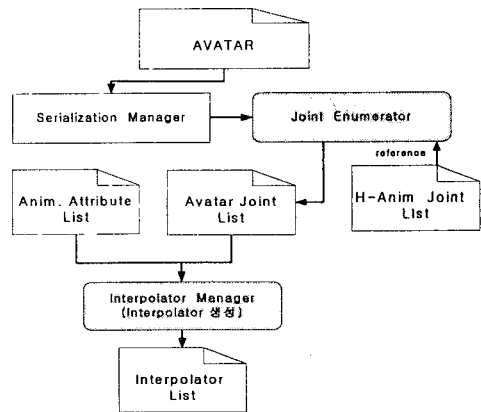 AVATAR
Serialization Manager
Joint Enumerator
reference
Anim. Attribute
List
Avatar Joint
List
H-Anim Joint
List
Interpolator Manager
(Interpolator 생성)
Interpolator
List